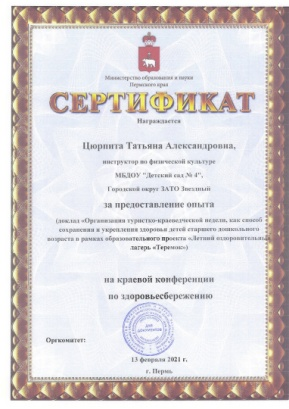 Министерство образования и науки
Пермского края
СЕРТИФИКАТ
Награждается
Цюрпита Татьяна Александровна,
инструктор по физической культуре
МБДОУ "Детский сад № 4",
Городской округ ЗАТО Звездный
за предоставление опыта
(доклад «Организация туристко-краеведческой недели, как способ
сохранения и укрепления здоровья детей старшего дошкольного
возраста в рамках образовательного проекта «Летний оздоровительный
лагерь «Теремок»)
на краевой конференции
по здоровьесбережению
Оргкомитет:
13 февраля 2021 г.
г. Пермь